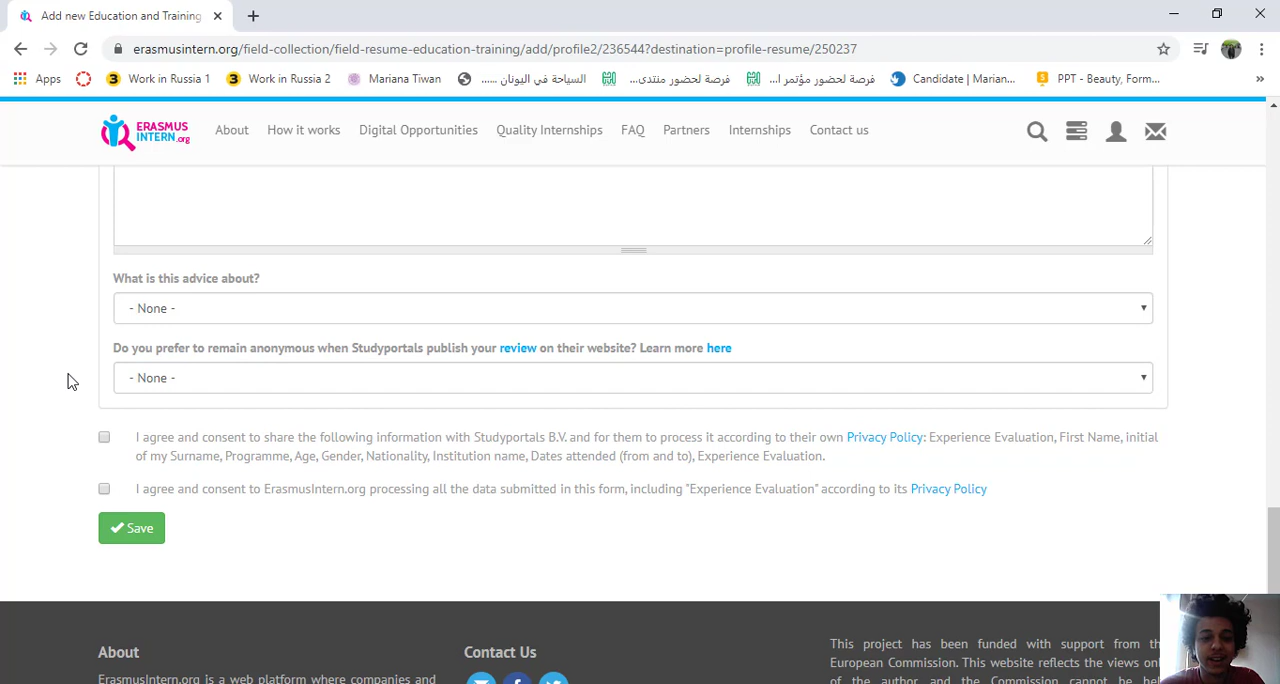 Add new Education and Training
erasmusintern.org/field-collection/field-resume-education-training/add/profile2/236544?destination=profile-resume/250237
Apps
Work in Russia 1
Work in Russia 2
Mariana Tiwan
السياحة في اليونان ......
فرصة لحضور منتدى...
فرصة لحضور مؤتمر ا...
Candidate | Marian...
PPT - Beauty, Form...
»
ERASMUS
INTERN.org
About
How it works
Digital Opportunities
Quality Internships
FAQ
Partners
Internships
Contact us
What is this advice about?
- None -
Do you prefer to remain anonymous when Studyportals publish your review on their website? Learn more here
- None -
I agree and consent to share the following information with Studyportals B.V. and for them to process it according to their own Privacy Policy: Experience Evaluation, First Name, initial
of my Surname, Programme, Age, Gender, Nationality, Institution name, Dates attended (from and to), Experience Evaluation.
I agree and consent to ErasmusIntern.org processing all the data submitted in this form, including "Experience Evaluation" according to its Privacy Policy
Save
About
Contact Us
This project has been funded with support from
European Commission. This website reflects the views
of the author, and the Commission cannot be
ErasmusIntern.org is a web platform where companies and